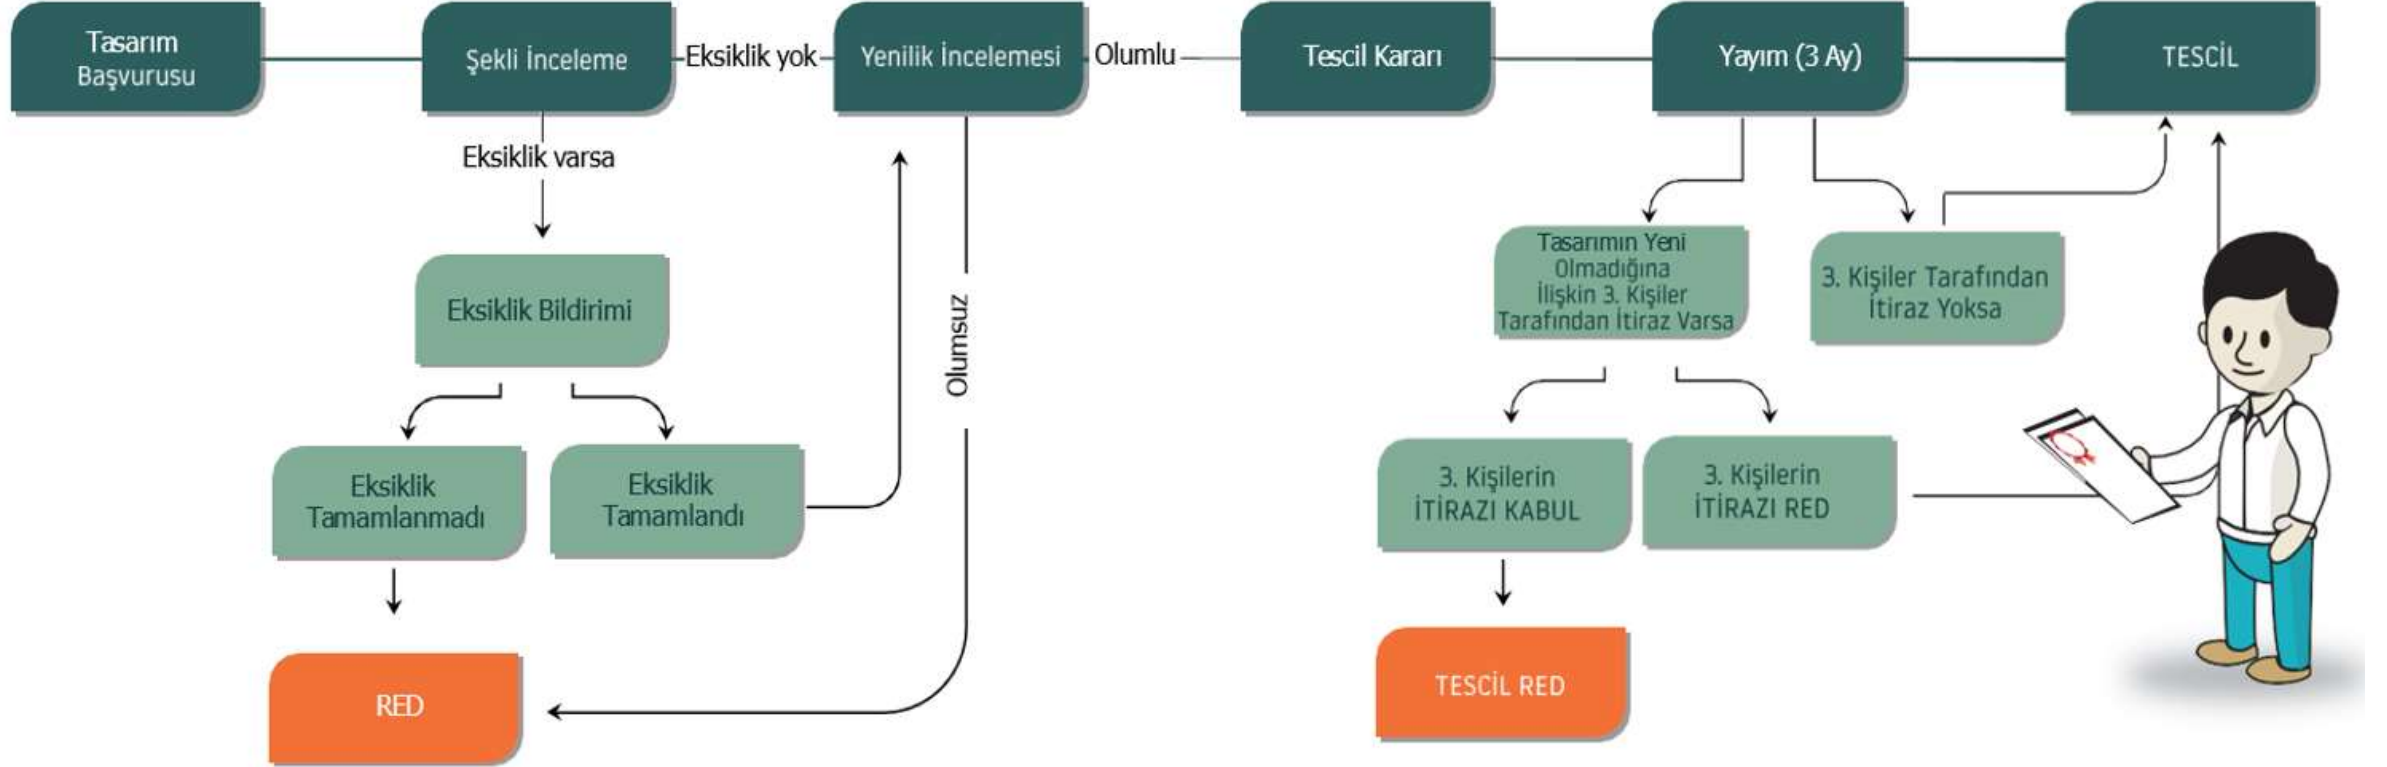 Tasarım
Başvurusu
Şekli İnceleme
Eksiklik yok
Yenilik İncelemesi
Olumlu
Tescil Kararı
Yayım (3 Ay)
TESCİL
Eksiklik varsa
Eksiklik Bildirimi
Eksiklik
Tamamlanmadı
Eksiklik
Tamamlandı
RED
Olumsuz
Tasarımın Yeni
Olmadığına
İlişkin 3. Kişiler
Tarafından İtiraz Varsa
3. Kişiler Tarafından
İtiraz Yoksa
3. Kişilerin
İTİRAZI KABUL
3. Kişilerin
İTİRAZI RED
TESCİL RED